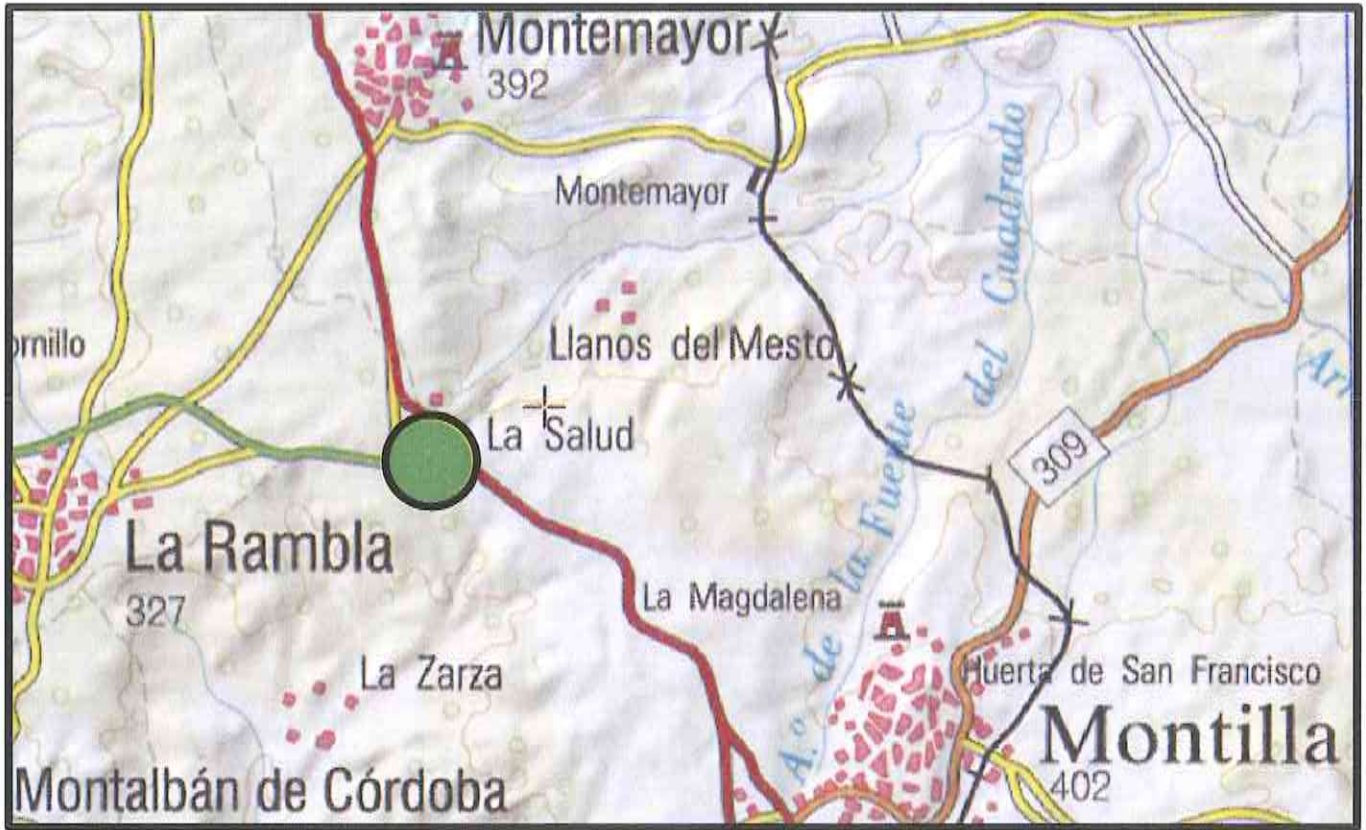 Montemayor
392
Montemayor
Llanos del Mesto
ornillo
La Salud
309
La Rambla
327
La Magdalena
A.º de la Fuente del Cuadrado
La Zarza
Huerta de San Francisco
Montilla
402
Montalbán de Córdoba